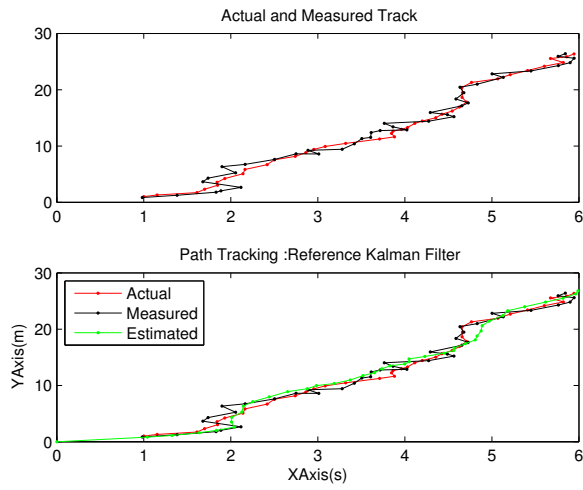 Actual and Measured Track
30
20
10
0
0 1 2 3 4 5 6
Path Tracking :Reference Kalman Filter
30
20
10
0
YAxis(m)
Actual
Measured
Estimated
0 1 2 3 4 5 6
XAxis(s)